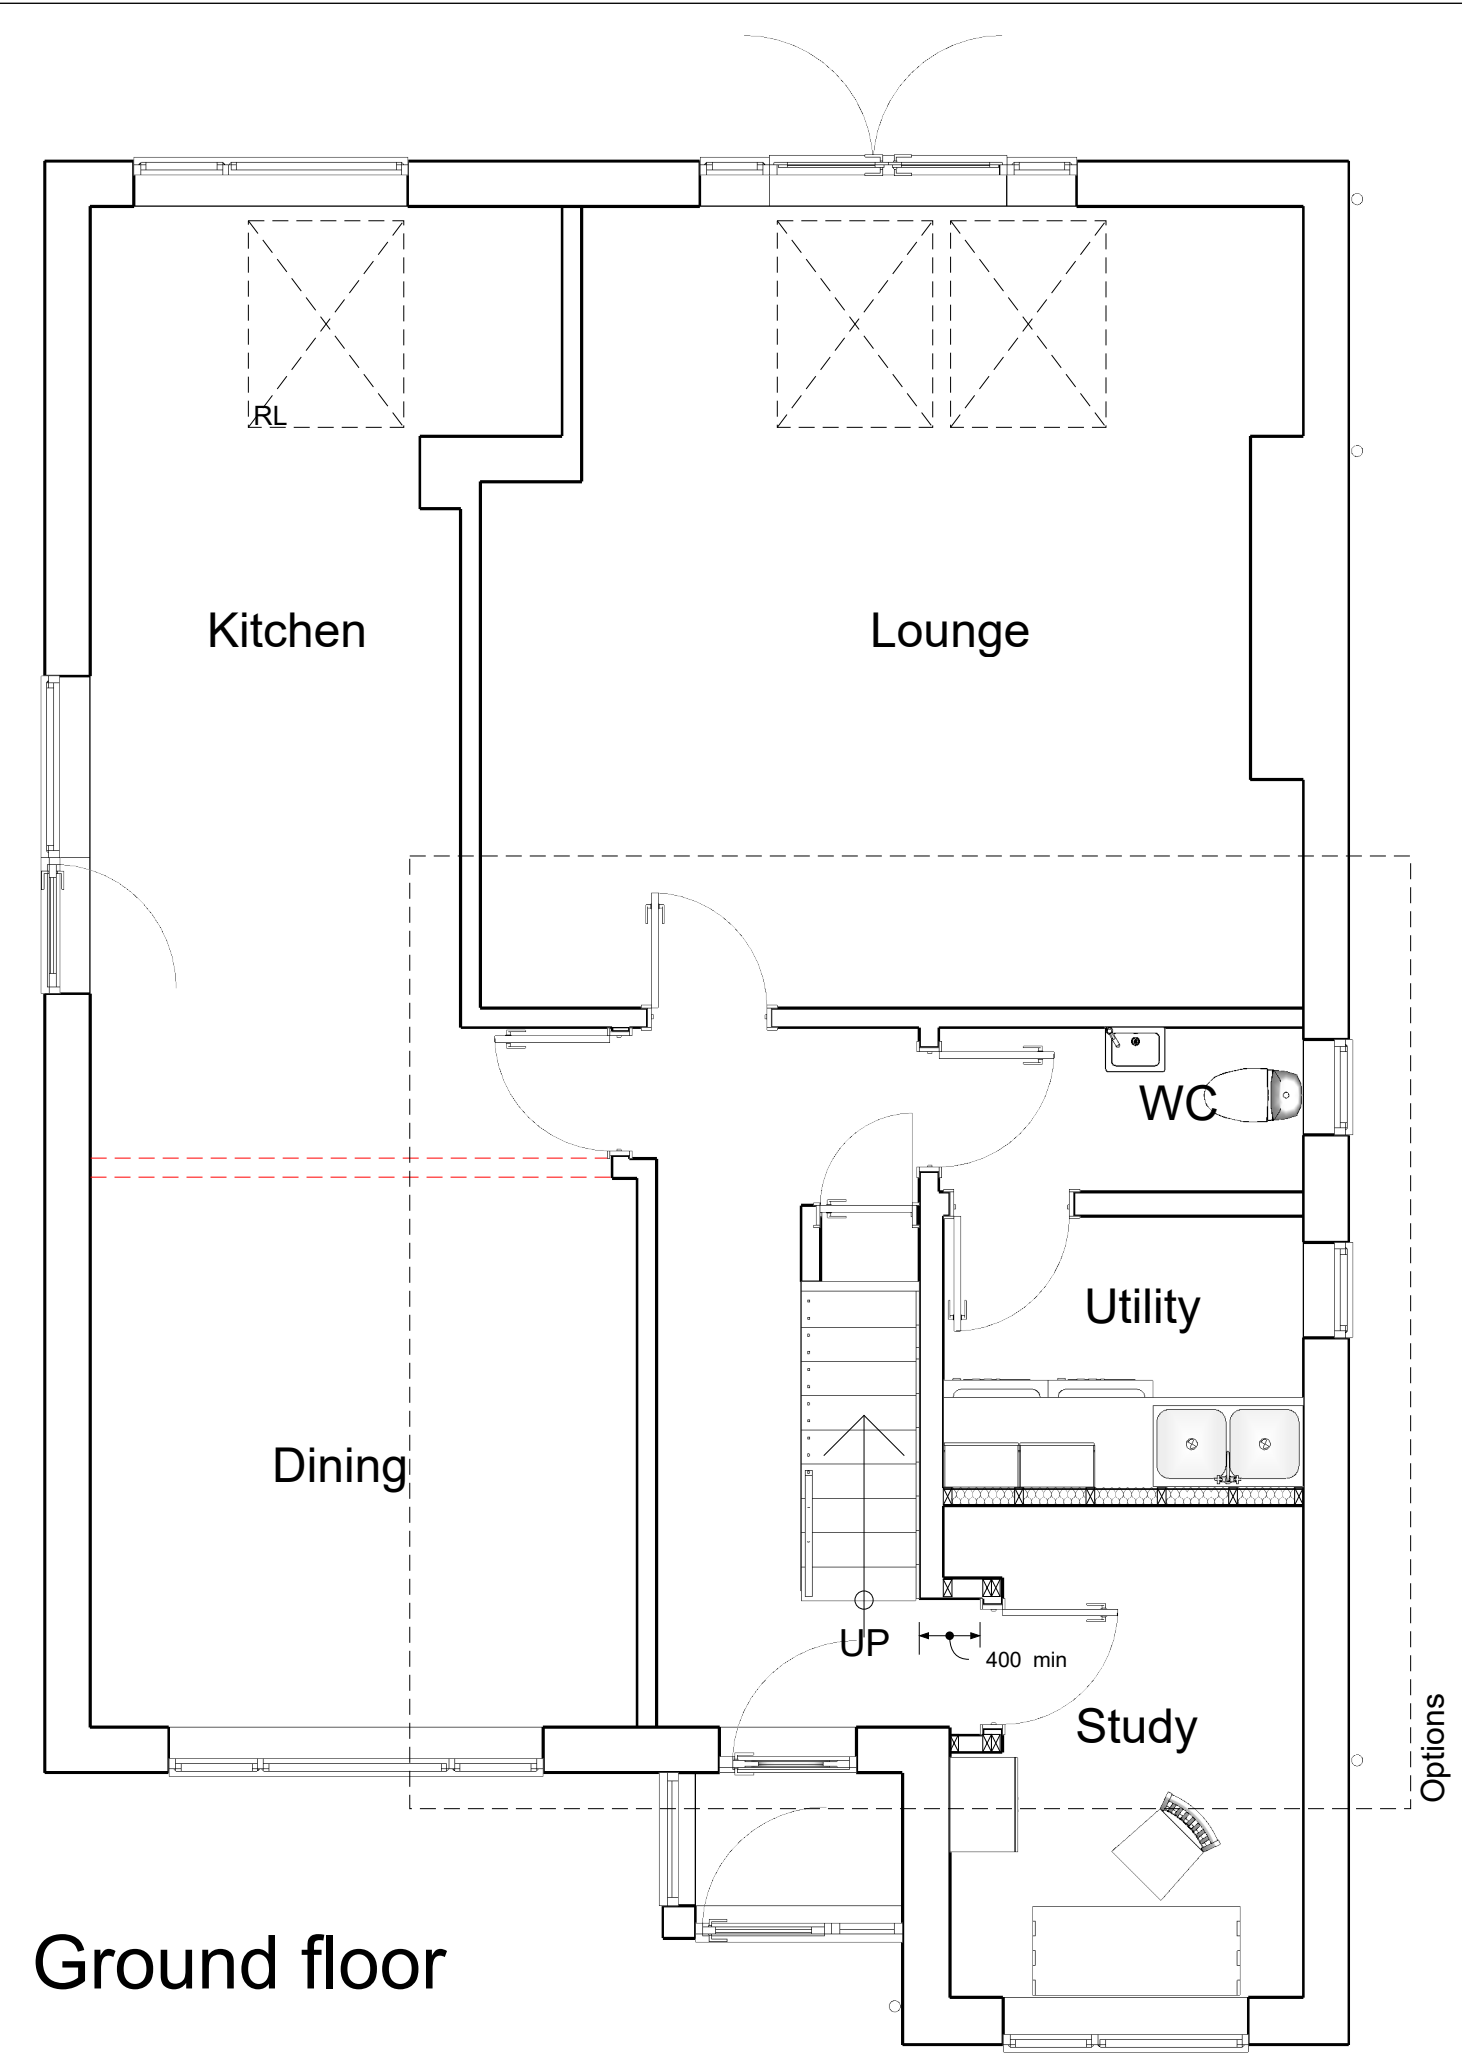 RL
Kitchen
Lounge
WC
Utility
Dining
UP
400 min
Study
Options
Ground floor